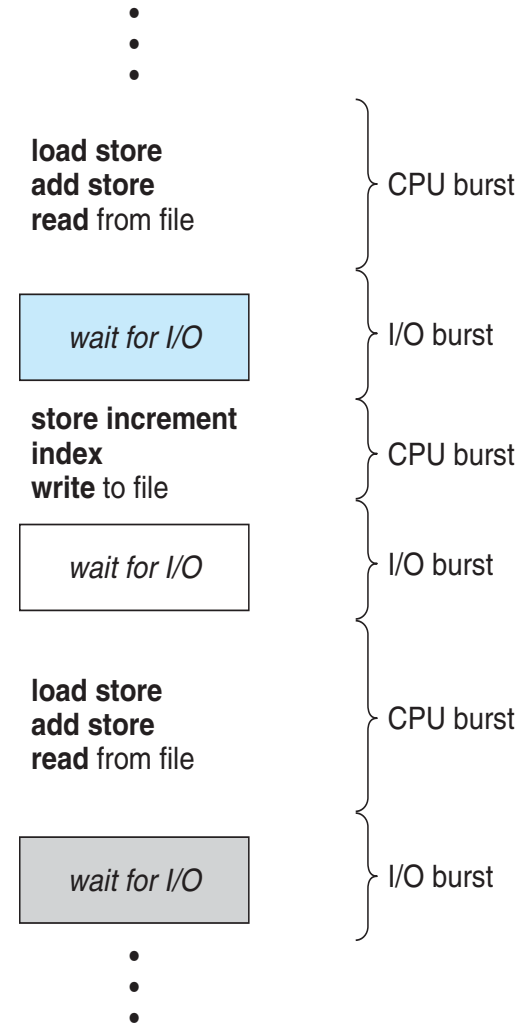 load store
add store
read from file
CPU burst
wait for I/O
I/O burst
store increment
index
write to file
CPU burst
wait for I/O
I/O burst
load store
add store
read from file
CPU burst
wait for I/O
I/O burst